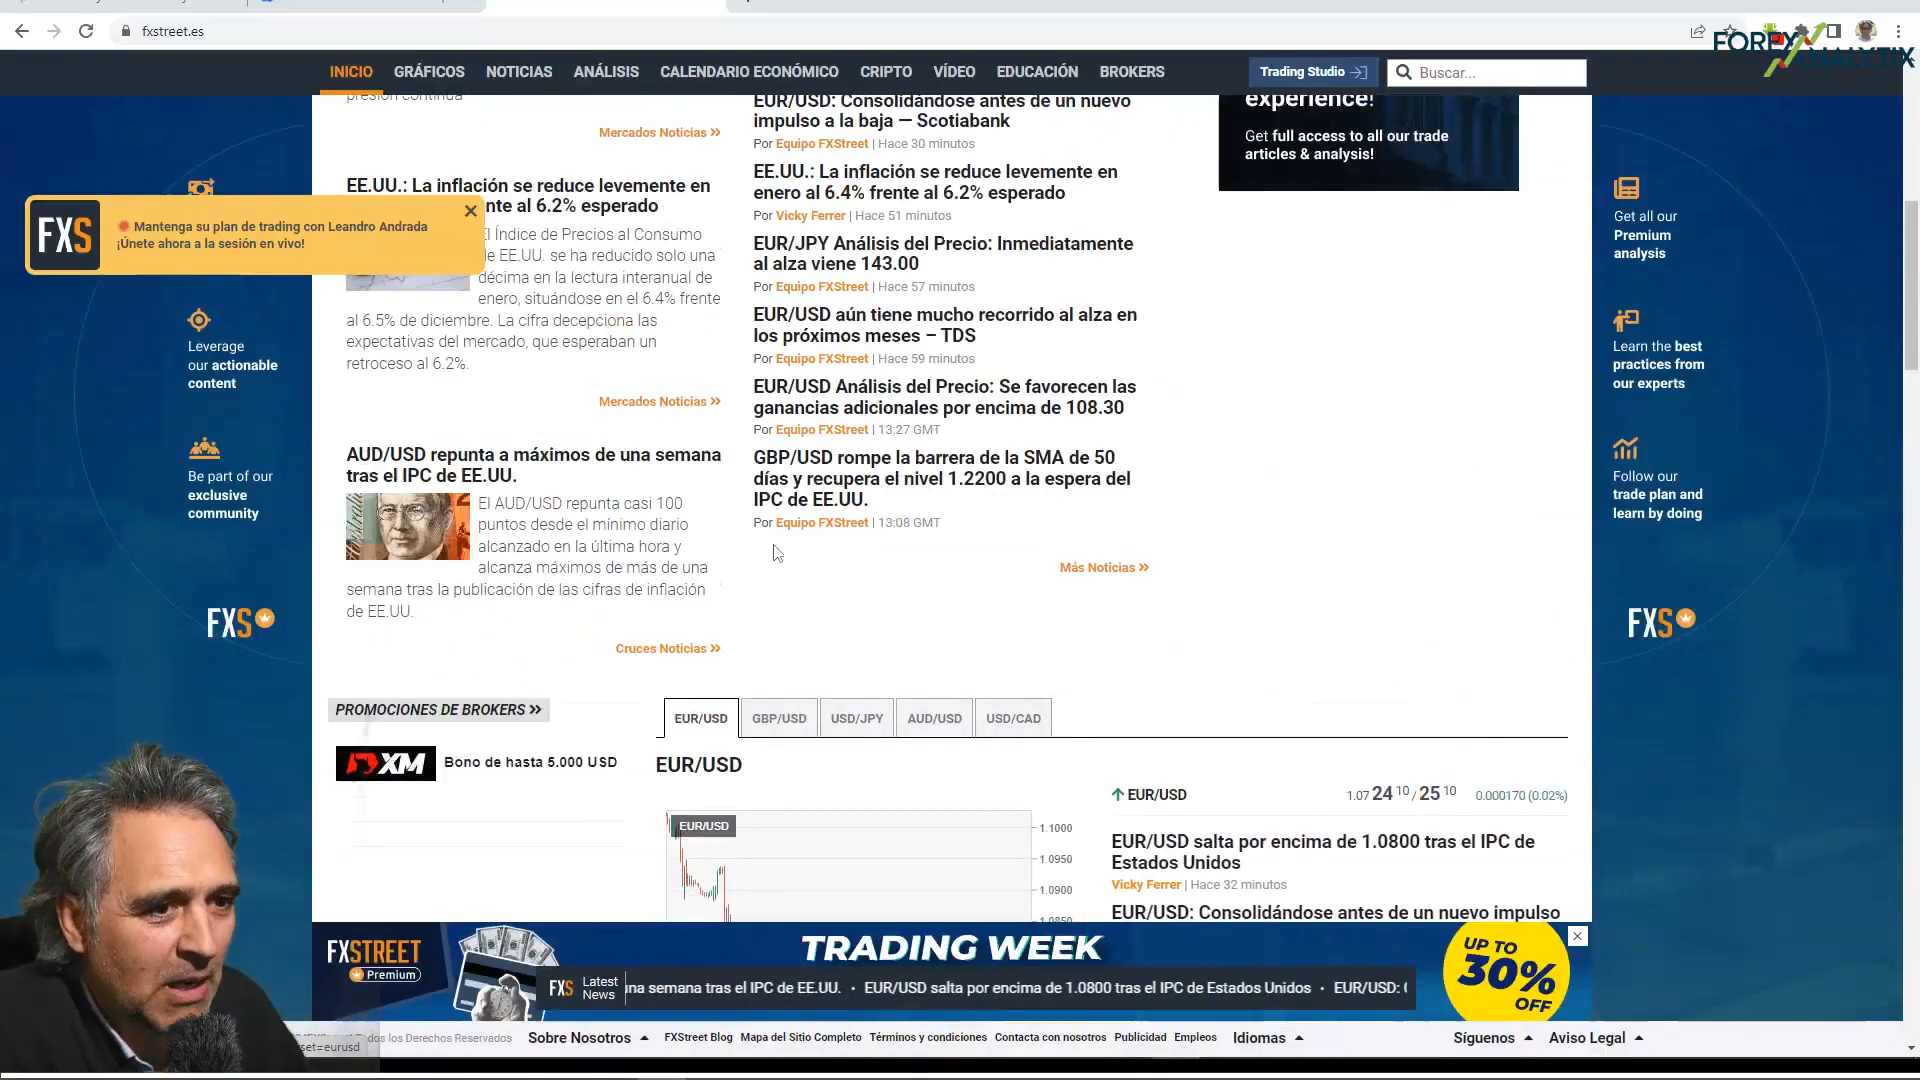 fxstreet.es
FOREX ANALYTIX
INICIO GRÁFICOS NOTICIAS ANÁLISIS CALENDARIO ECONÓMICO CRIPTO VÍDEO EDUCACIÓN BROKERS
Trading Studio
Buscar...
presión continua
Mercados Noticias »
EE.UU.: La inflación se reduce levemente en
nte al 6.2% esperado
El Índice de Precios al Consumo
de EE.UU. se ha reducido solo una
décima en la lectura interanual de
enero, situándose en el 6.4% frente
al 6.5% de diciembre. La cifra decepciona las
expectativas del mercado, que esperaban un
retroceso al 6.2%.
Mercados Noticias »
AUD/USD repunta a máximos de una semana
tras el IPC de EE.UU.
El AUD/USD repunta casi 100
puntos desde el mínimo diario
alcanzado en la última hora y
alcanza máximos de más de una
semana tras la publicación de las cifras de inflación
de EE.UU.
Cruces Noticias »
EUR/USD: Consolidándose antes de un nuevo
impulso a la baja — Scotiabank
Por Equipo FXStreet | Hace 30 minutos
EE.UU.: La inflación se reduce levemente en
enero al 6.4% frente al 6.2% esperado
Por Vicky Ferrer | Hace 51 minutos
EUR/JPY Análisis del Precio: Inmediatamente
al alza viene 143.00
Por Equipo FXStreet | Hace 57 minutos
EUR/USD aún tiene mucho recorrido al alza en
los próximos meses – TDS
Por Equipo FXStreet | Hace 59 minutos
EUR/USD Análisis del Precio: Se favorecen las
ganancias adicionales por encima de 108.30
Por Equipo FXStreet | 13:27 GMT
GBP/USD rompe la barrera de la SMA de 50
días y recupera el nivel 1.2200 a la espera del
IPC de EE.UU.
Por Equipo FXStreet | 13:08 GMT
Más Noticias »
experience!
Get full access to all our trade
articles & analysis!
FXS
Mantenga su plan de trading con Leandro Andrada
¡Únete ahora a la sesión en vivo!
Leverage
our actionable
content
Be part of our
exclusive
community
FXS
Get all our
Premium
analysis
Learn the best
practices from
our experts
Follow our
trade plan and
learn by doing
FXS
PROMOCIONES DE BROKERS »
XM Bono de hasta 5.000 USD
EUR/USD GBP/USD USD/JPY AUD/USD USD/CAD
EUR/USD
EUR/USD
1.1000
1.0950
1.0900
1.0850
EUR/USD 1.07 24 10 / 25 10 0.000170 (0.02%)
EUR/USD salta por encima de 1.0800 tras el IPC de
Estados Unidos
Vicky Ferrer | Hace 32 minutos
EUR/USD: Consolidándose antes de un nuevo impulso
FXSTREET
Premium
TRADING WEEK
UP TO
30%
OFF
FXS Latest
News
una semana tras el IPC de EE.UU. • EUR/USD salta por encima de 1.0800 tras el IPC de Estados Unidos • EUR/USD: (
dos los Derechos Reservados Sobre Nosotros FXStreet Blog Mapa del Sitio Completo Términos y condiciones Contacta con nosotros Publicidad Empleos Idiomas Síguenos Aviso Legal
set=eurusd